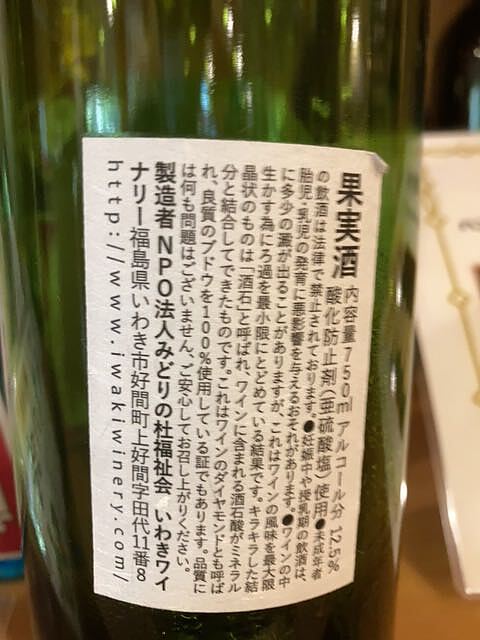 果実酒 内容量750ml アルコール分 12.5%
酸化防止剤(亜硫酸塩)使用●未成年者
の飲酒は法律で禁止されております。●妊娠中や授乳期の飲酒は、
胎児・乳児の発育に悪影響を与えるおそれがあります。●ワインの中
に多少の澱が出ることがありますが、これはワインの風味を最大限
生かす為にろ過を最小限にとどめている結果です。キラキラした結
晶状のものは「酒石」と呼ばれ、ワインに含まれる酒石酸がミネラル
分と結合してできたものです。これはワインのダイヤモンドとも呼ば
れ、良質のブドウを100%使用している証でもあります。品質に
は何も問題はございません、ご安心してお召し上がりください。
製造者 NPO法人みどりの杜福祉会 いわきワイ
ナリー福島県いわき市好間町上好間字田代11番8
http://www.iwakiwinery.com/